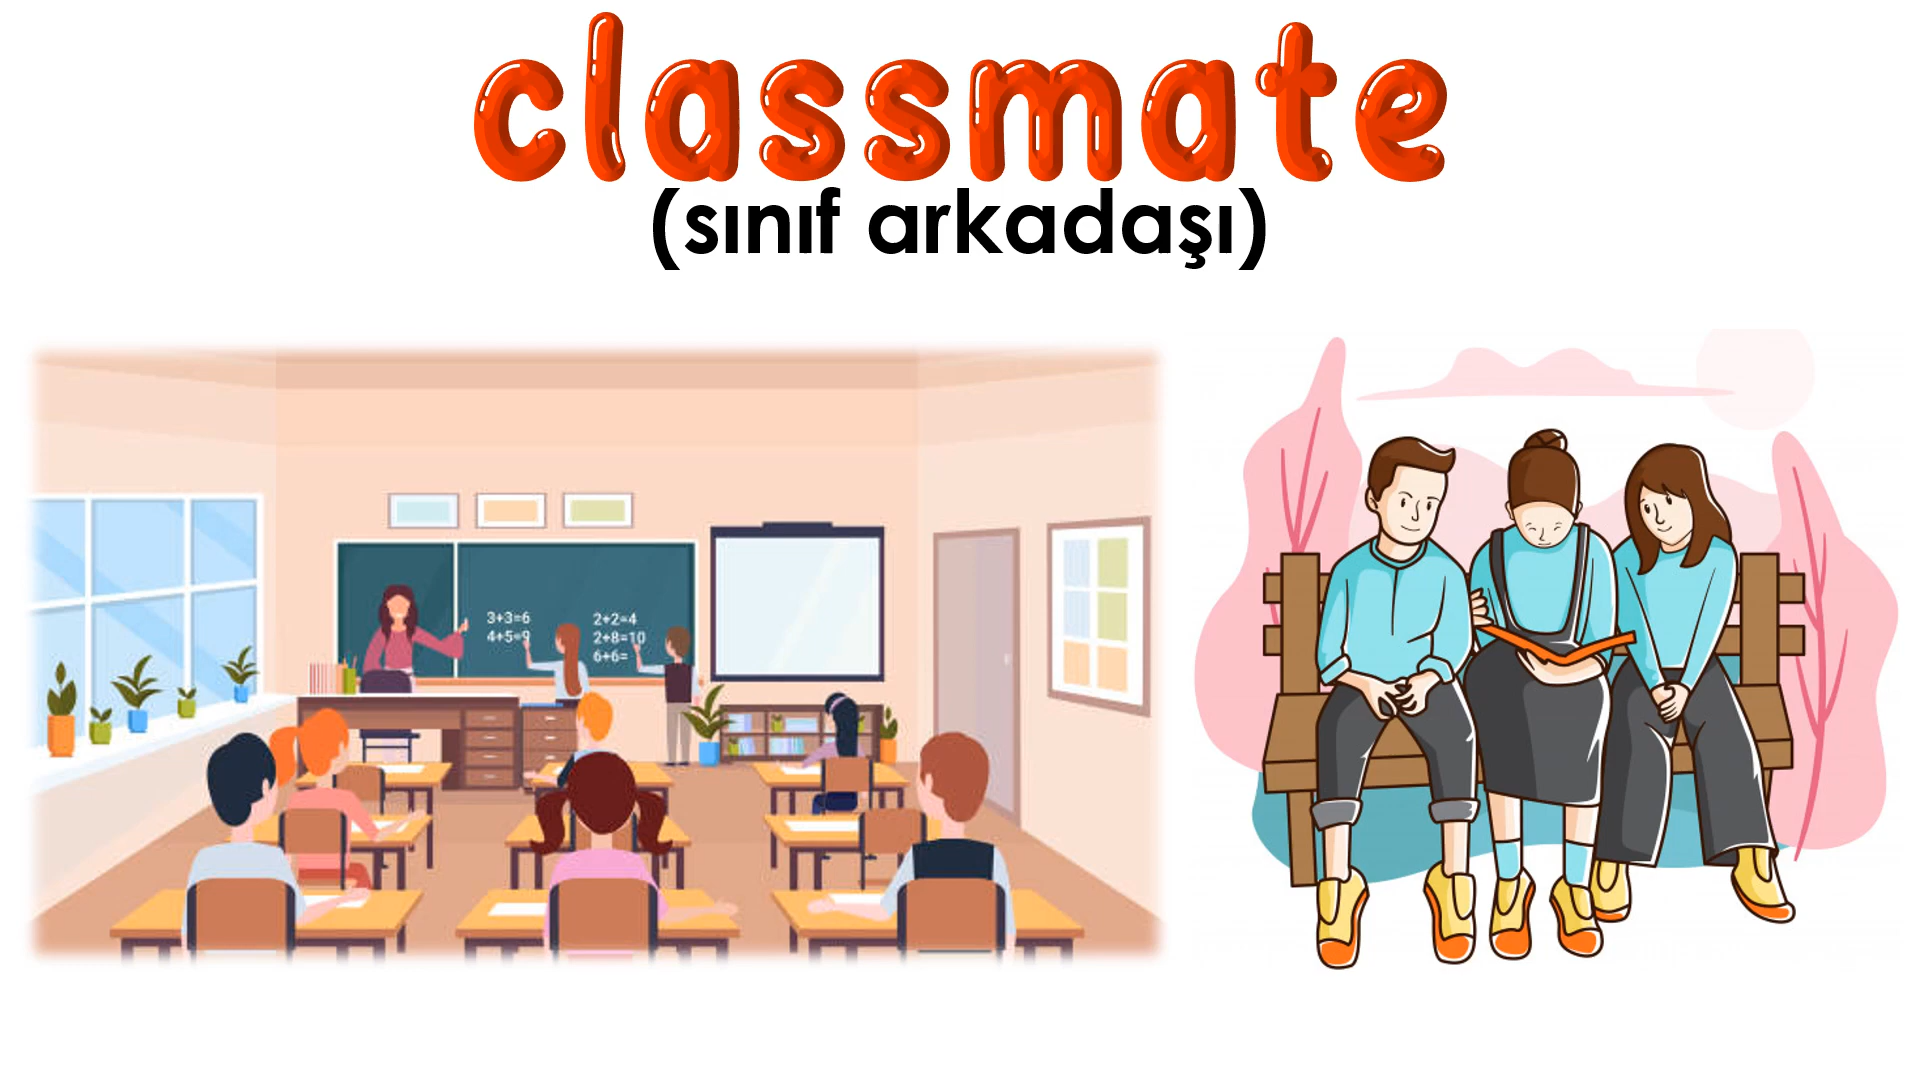 classmate
(sınıf arkadaşı)
3+3=6
4+5=9
2+2=4
2+8=10
6+6=